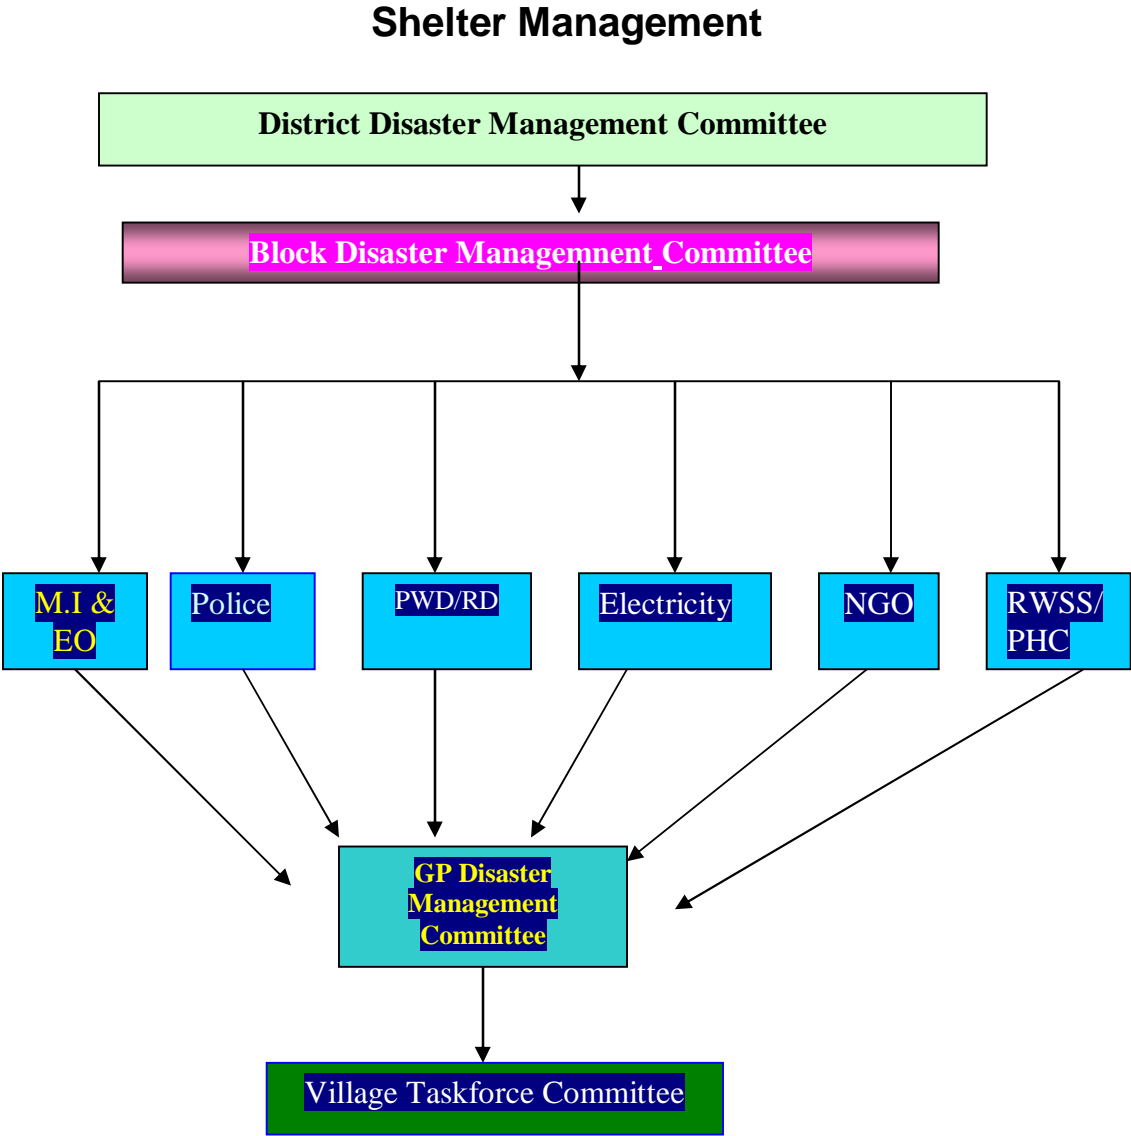 Shelter Management
District Disaster Management Committee
Block Disaster Managemnent Committee
M.I &
EO
Police
PWD/RD
Electricity
NGO
RWSS/
PHC
GP Disaster
Management
Committee
Village Taskforce Committee